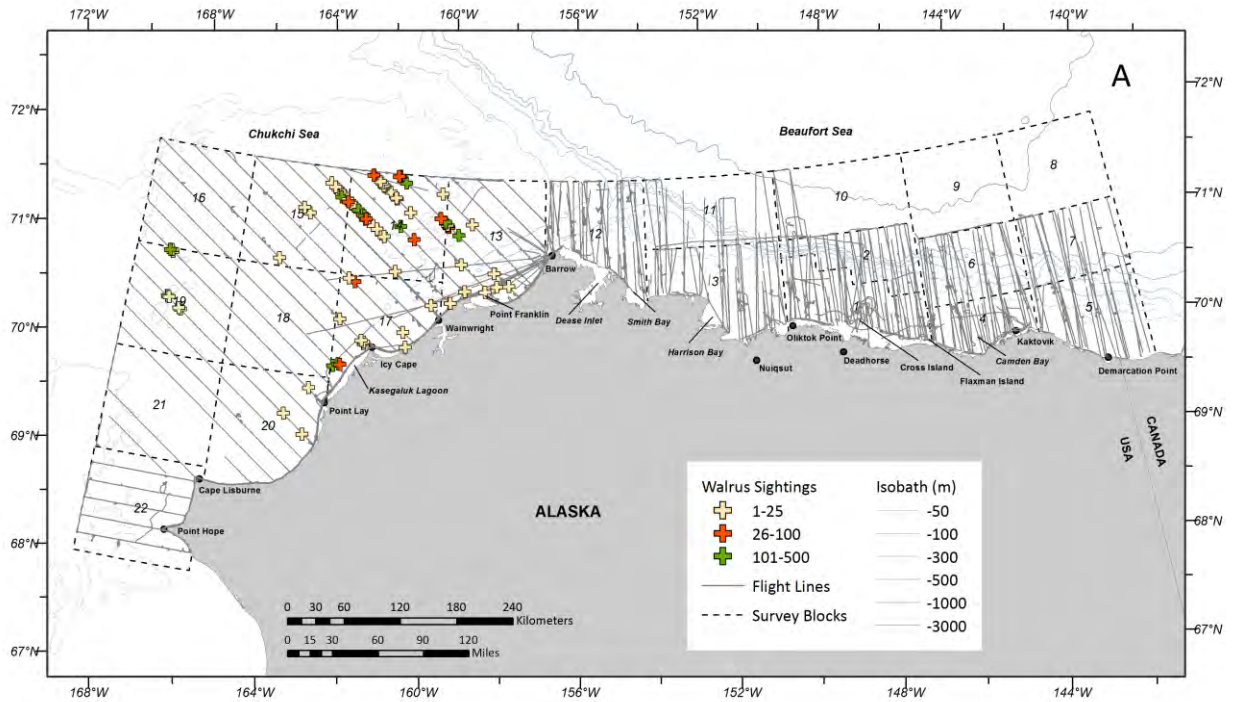 172°W 168°W 164°W 160°W 156°W 152°W 148°W 144°W 140°W
A
72°N 72°N
Chukchi Sea Beaufort Sea
71°N 71°N
70°N 70°N
69°N 69°N
68°N 68°N
67°N 67°N
16
15
13
12
11
10
9
8
3
2
1
6
7
4
5
19
18
17
21
20
22
Barrow
Point Franklin
Wainwright
Dease Inlet
Smith Bay
Harrison Bay
Oliktok Point
Nuiqsut
Deadhorse
Cross Island
Flaxman Island
Camden Bay
Kaktovik
Demarcation Point
Icy Cape
Kasegaluk Lagoon
Point Lay
Cape Lisburne
Point Hope
CANADA
USA
ALASKA
Walrus Sightings
1-25
26-100
101-500
Flight Lines
Survey Blocks
Isobath (m)
-50
-100
-300
-500
-1000
-3000
0 30 60 120 180 240
Kilometers
0 15 30 60 90 120
Miles
168°W 164°W 160°W 156°W 152°W 148°W 144°W